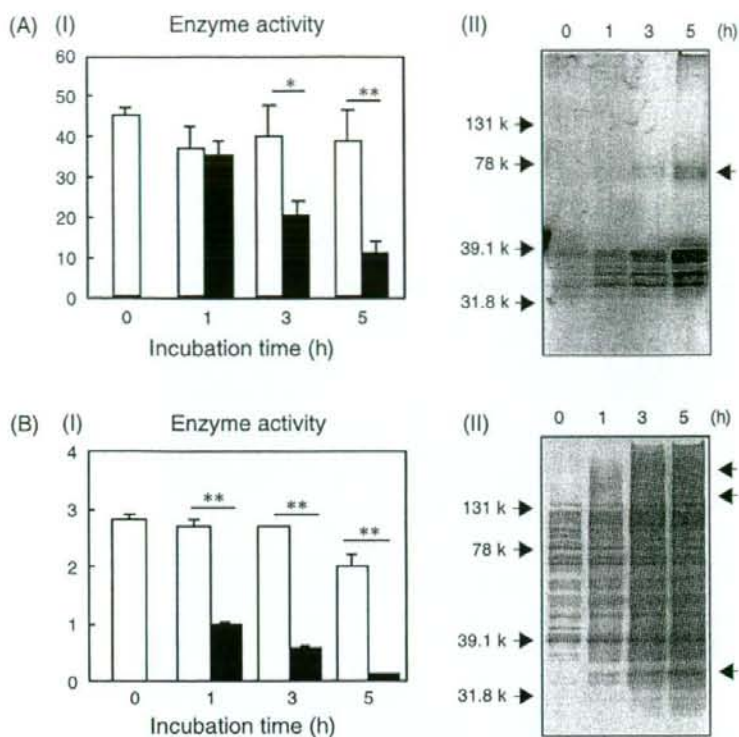 (A) (I) Enzyme activity
60
50
40
30
20
10
0
*
**
0 1 3 5
Incubation time (h)
(II)
0 1 3 5 (h)
131 k
78 k
39.1 k
31.8 k
(B) (I) Enzyme activity
4
3
2
1
0
**
**
**
0 1 3 5
Incubation time (h)
(II)
0 1 3 5 (h)
131 k
78 k
39.1 k
31.8 k